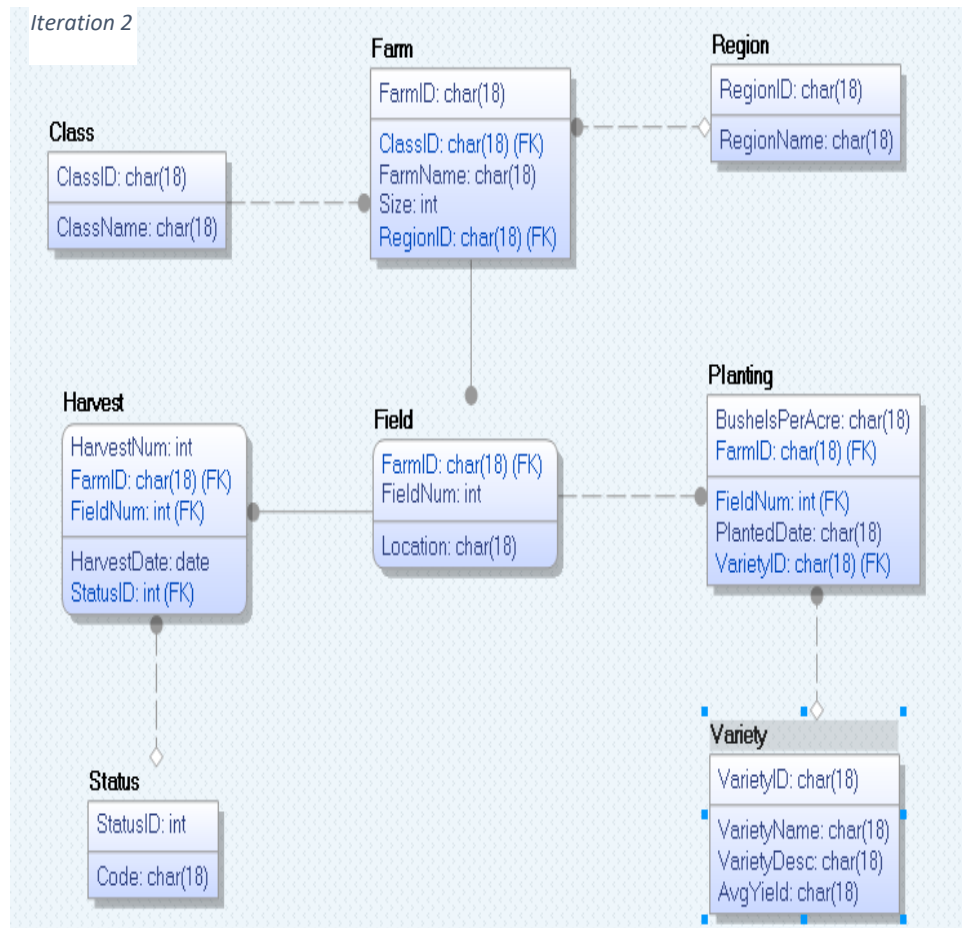 Iteration 2
Farm
FarmID: char(18)
ClassID: char(18) (FK)
FarmName: char(18)
Size: int
RegionID: char(18) (FK)
Region
RegionID: char(18)
RegionName: char(18)
Class
ClassID: char(18)
ClassName: char(18)
Harvest
HarvestNum: int
FarmID: char(18) (FK)
FieldNum: int (FK)
HarvestDate: date
StatusID: int (FK)
Field
FarmID: char(18) (FK)
FieldNum: int
Location: char(18)
Planting
BushelsPerAcre: char(18)
FarmID: char(18) (FK)
FieldNum: int (FK)
PlantedDate: char(18)
VarietyID: char(18) (FK)
Status
StatusID: int
Code: char(18)
Variety
VarietyID: char(18)
VarietyName: char(18)
VarietyDesc: char(18)
AvgYield: char(18)